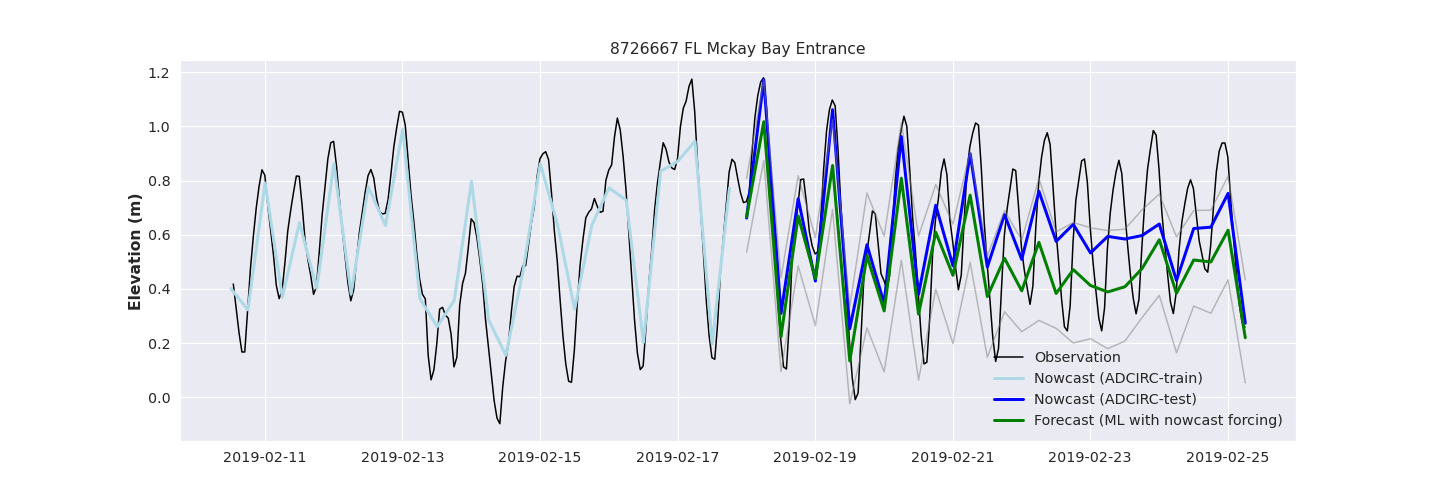 8726667 FL Mckay Bay Entrance
Elevation (m)
1.2
1.0
0.8
0.6
0.4
0.2
0.0
Observation
Nowcast (ADCIRC-train)
Nowcast (ADCIRC-test)
Forecast (ML with nowcast forcing)
2019-02-11 2019-02-13 2019-02-15 2019-02-17 2019-02-19 2019-02-21 2019-02-23 2019-02-25